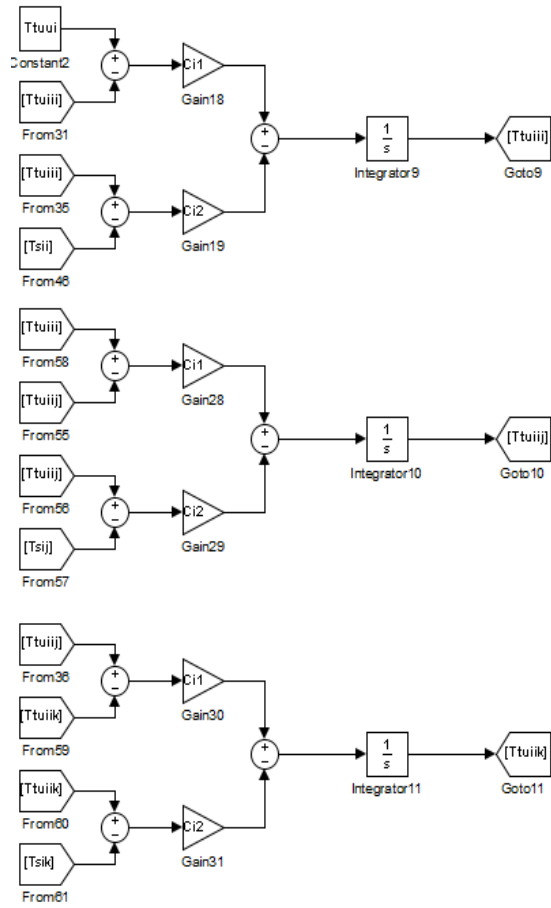 Ttuui
Constant2
[Ttuiii]
From31
Ci1
Gain18
[Ttuiii]
From35
Ci2
Gain19
[Tsii]
From46
+
−
+
−
+
−
1
s
Integrator9
[Ttuiii]
Goto9
[Ttuiii]
From58
Ci1
Gain28
[Ttuiij]
From55
[Ttuiij]
From56
Ci2
Gain29
[Tsij]
From57
+
−
+
−
+
−
1
s
Integrator10
[Ttuiij]
Goto10
[Ttuiij]
From36
Ci1
Gain30
[Ttuiik]
From59
[Ttuiik]
From60
Ci2
Gain31
[Tsik]
From61
+
−
+
−
+
−
1
s
Integrator11
[Ttuiik]
Goto11